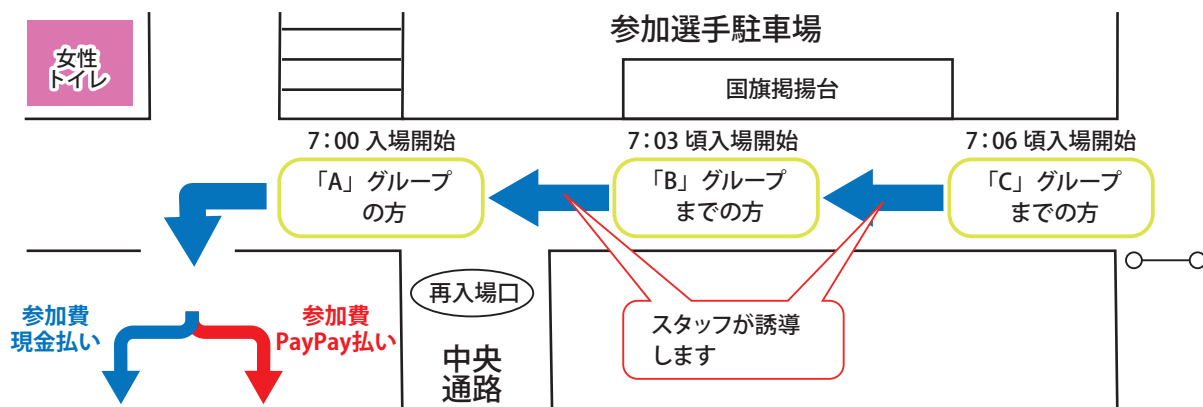 女性
トイレ
参加選手駐車場
国旗掲揚台
7:00 入場開始
7:03 頃入場開始
7:06 頃入場開始
「A」グループ
の方
「B」グループ
までの方
「C」グループ
までの方
再入場口
参加費
現金払い
参加費
PayPay払い
スタッフが誘導
します
中央
通路